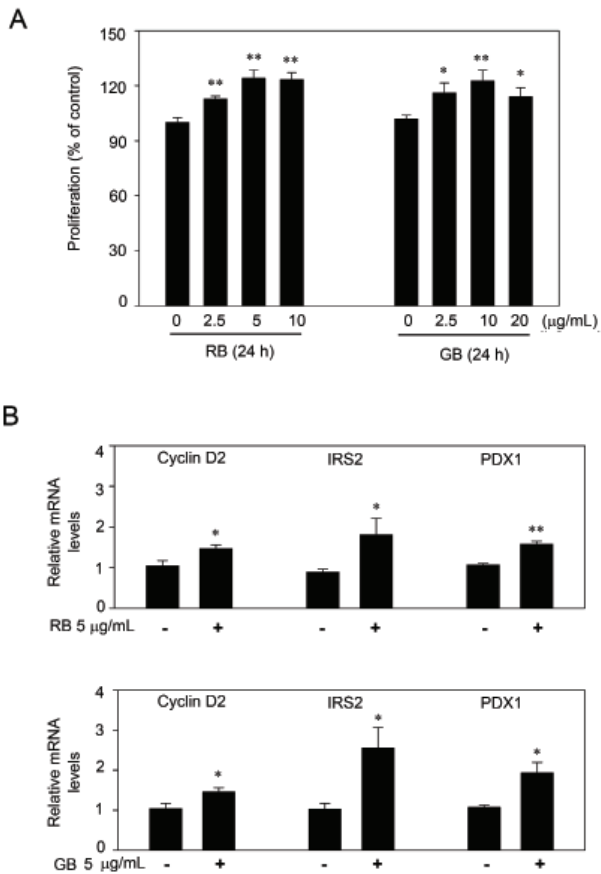 A
Proliferation (% of control)
150
120
90
60
30
0
** ** **
* ** *
0 2.5 5 10 0 2.5 10 20 (μg/mL)
RB (24 h) GB (24 h)
B
Relative mRNA
levels
4
3
2
1
0
Cyclin D2 IRS2 PDX1
* * **
RB 5 μg/mL - + - + - +
Relative mRNA
levels
4
3
2
1
0
Cyclin D2 IRS2 PDX1
* * *
GB 5 μg/mL - + - + - +